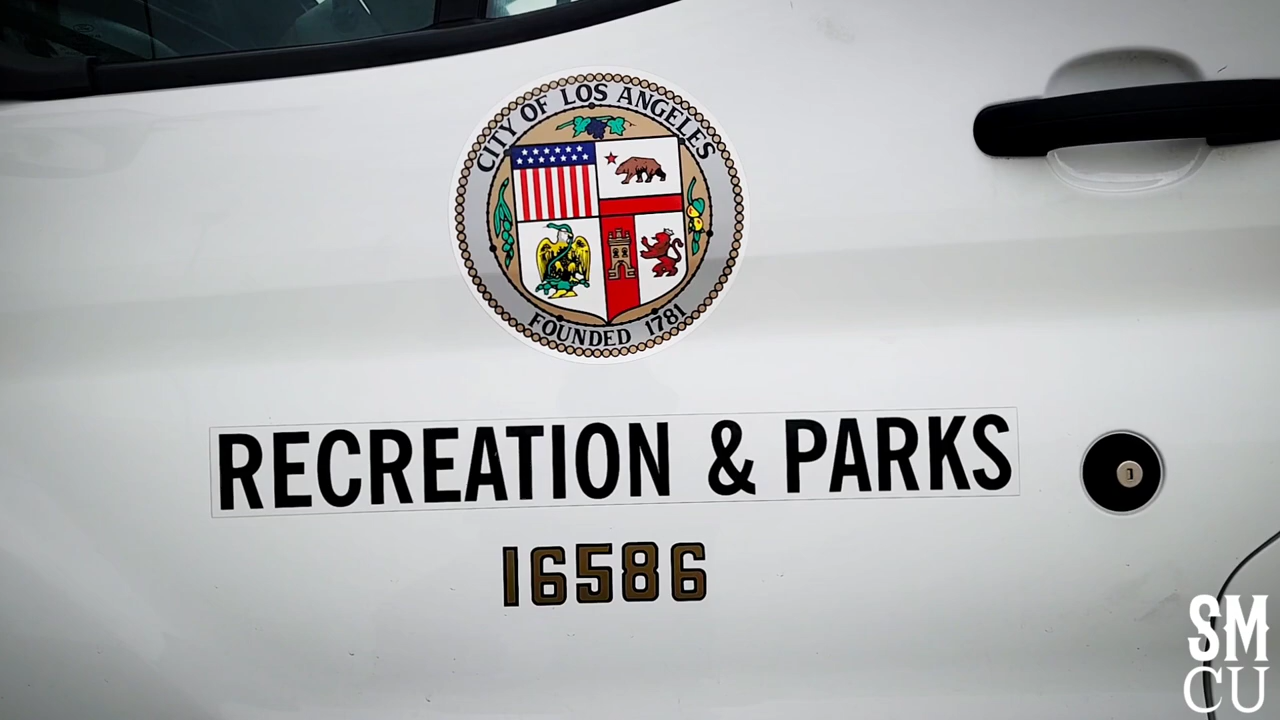 CITY OF LOS ANGELES
FOUNDED 1781
RECREATION & PARKS
16586
SM
CU